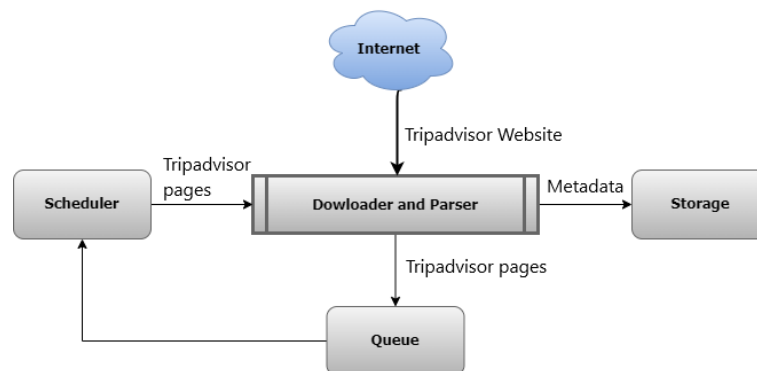 Internet
Tripadvisor Website
Tripadvisor
pages
Scheduler
Dowloader and Parser
Metadata
Storage
Tripadvisor pages
Queue